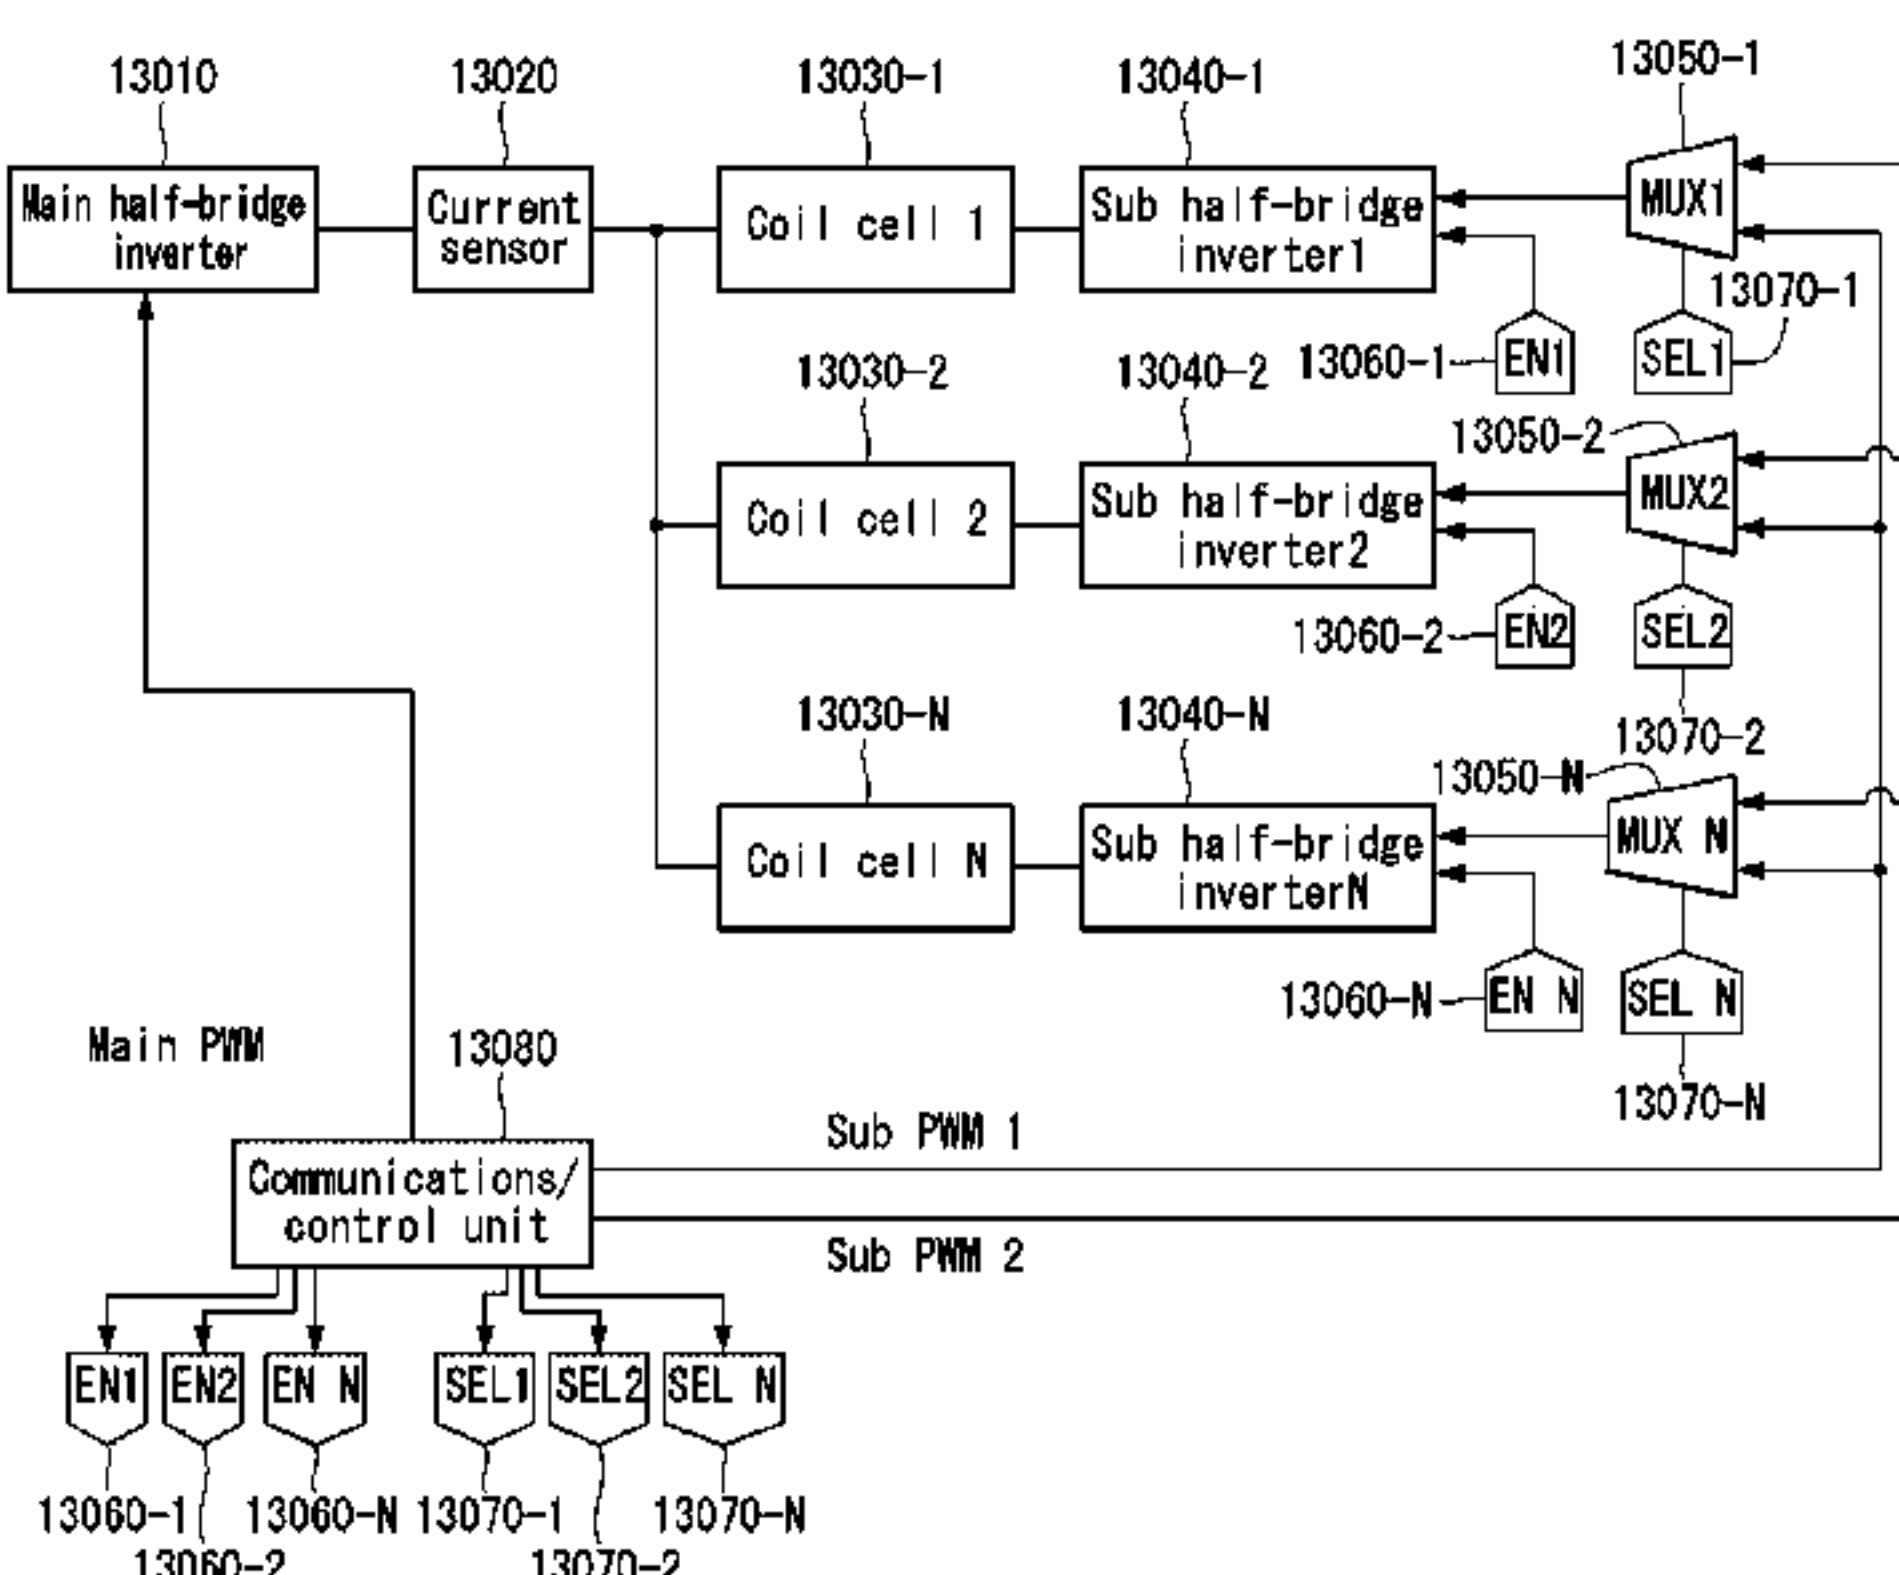 13010
13020
13030-1
13040-1
13050-1
Main half-bridge
inverter
Current
sensor
Coil cell 1
Sub half-bridge
inverter1
MUX1
13070-1
13060-1
EN1
SEL1
13030-2
13040-2
13050-2
Coil cell 2
Sub half-bridge
inverter2
MUX2
13060-2
EN2
SEL2
13070-2
13030-N
13040-N
13050-N
Coil cell N
Sub half-bridge
inverterN
MUX N
13060-N
EN N
SEL N
13070-N
Main PWM
13080
Sub PWM 1
Communications/
control unit
Sub PWM 2
EN1
EN2
EN N
SEL1
SEL2
SEL N
13060-1
13060-N
13070-1
13070-N
13060-2
13070-2